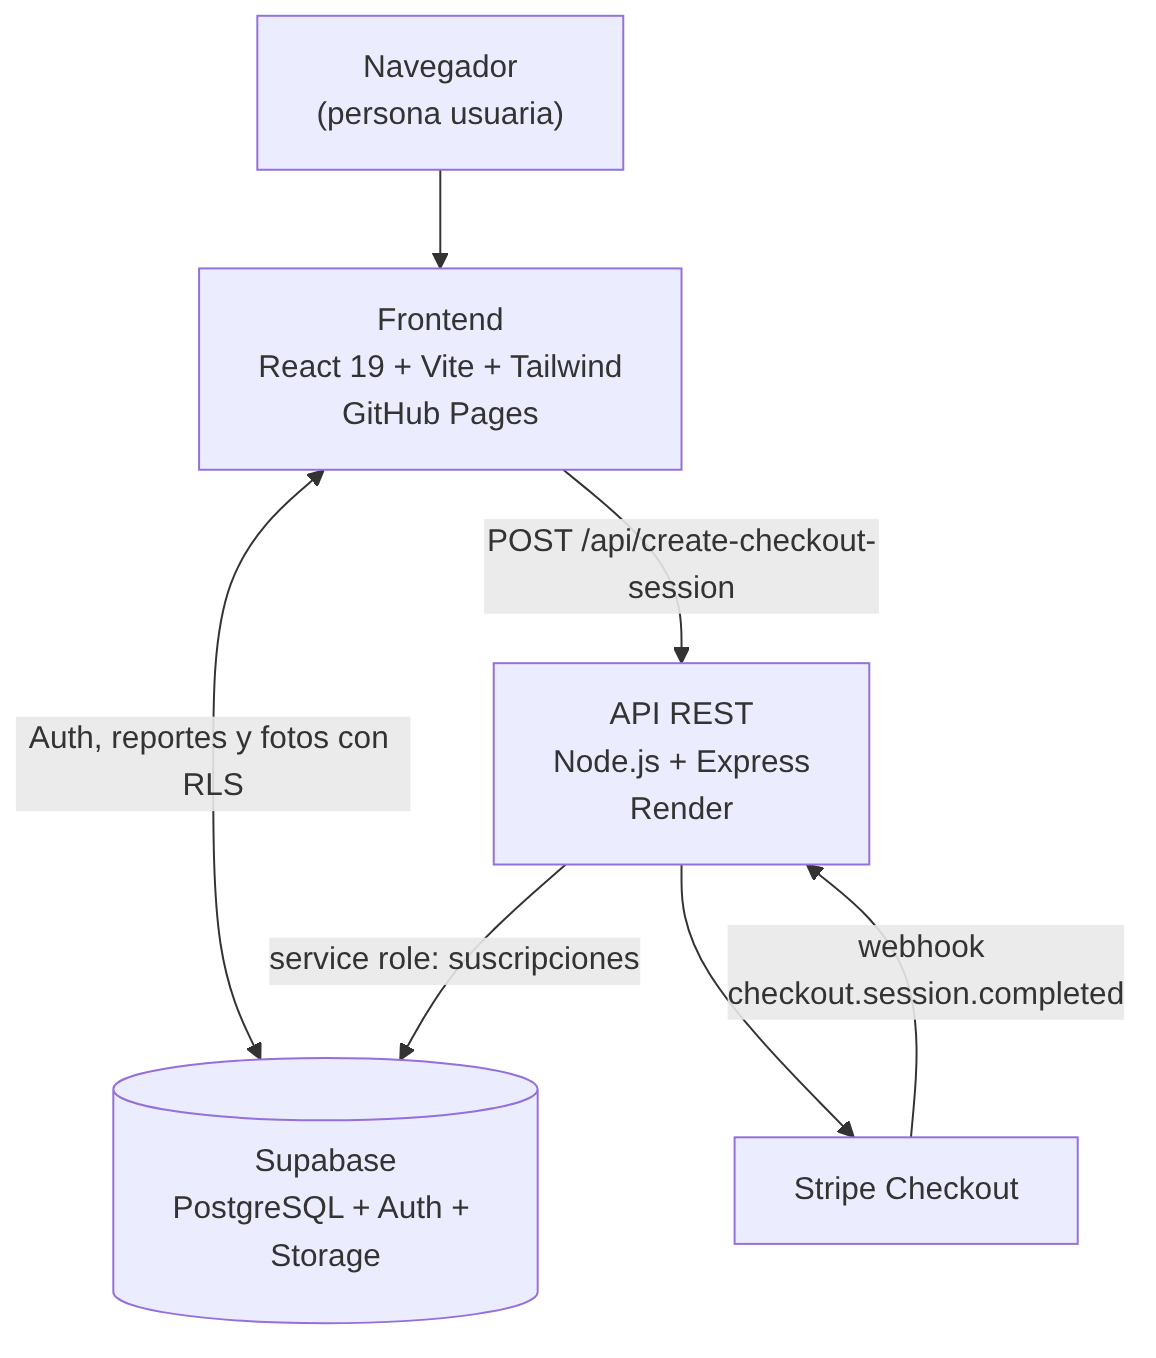 Navegador
(persona usuaria)
Frontend
React 19 + Vite + Tailwind
GitHub Pages
POST /api/create-checkout-
session
API REST
Node.js + Express
Render
Auth, reportes y fotos con
RLS
service role: suscripciones
webhook
checkout.session.completed
Supabase
PostgreSQL + Auth +
Storage
Stripe Checkout